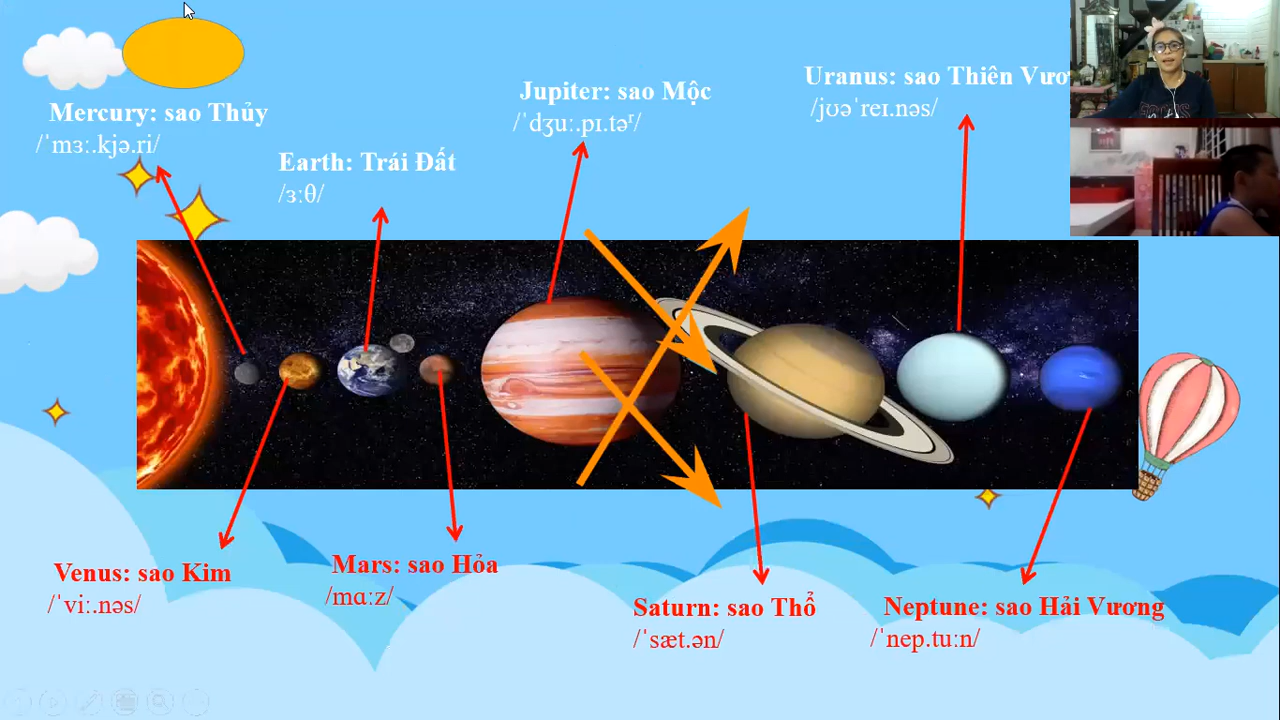 Mercury: sao Thủy
/ˈmɜː.kjə.ri/
Earth: Trái Đất
/ɜːθ/
Jupiter: sao Mộc
/ˈdʒuː.pɪ.təʳ/
Uranus: sao Thiên Vươ
/jʊəˈreɪ.nəs/
Venus: sao Kim
/ˈviː.nəs/
Mars: sao Hỏa
/mɑːz/
Saturn: sao Thổ
/ˈsæt.ən/
Neptune: sao Hải Vương
/ˈnep.tuːn/